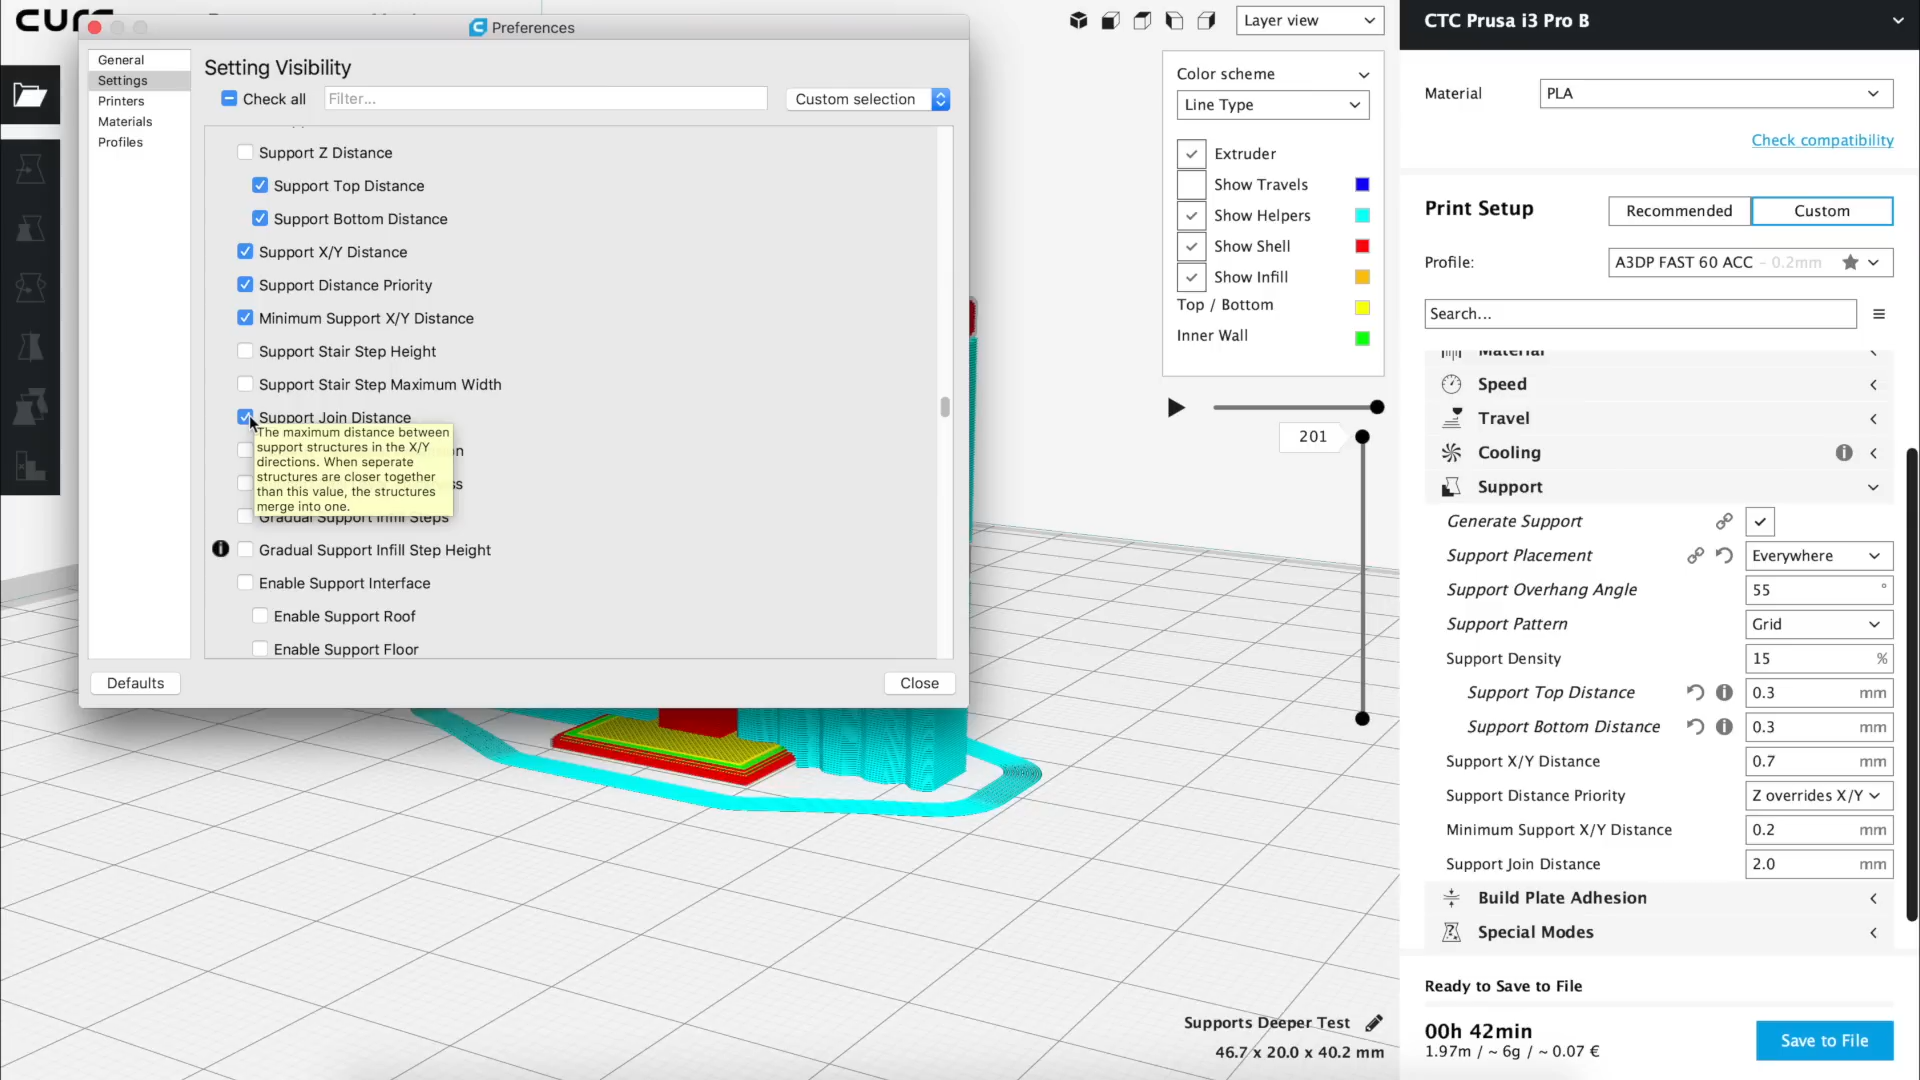 Preferences
General
Settings
Printers
Materials
Profiles
Setting Visibility
Check all
Filter...
Custom selection
Support Z Distance
Support Top Distance
Support Bottom Distance
Support X/Y Distance
Support Distance Priority
Minimum Support X/Y Distance
Support Stair Step Height
Support Stair Step Maximum Width
Support Join Distance
The maximum distance between
support structures in the X/Y
directions. When seperate
structures are closer together
than this value, the structures
merge into one.
Gradual Support Infill Steps
Gradual Support Infill Step Height
Enable Support Interface
Enable Support Roof
Enable Support Floor
Defaults
Close
Layer view
Color scheme
Line Type
Extruder
Show Travels
Show Helpers
Show Shell
Show Infill
Top / Bottom
Inner Wall
201
Supports Deeper Test
46.7 x 20.0 x 40.2 mm
CTC Prusa i3 Pro B
Material
PLA
Check compatibility
Print Setup
Recommended
Custom
Profile:
A3DP FAST 60 ACC - 0.2mm
Search...
Material
Speed
Travel
Cooling
Support
Generate Support
Support Placement
Everywhere
Support Overhang Angle
55 °
Support Pattern
Grid
Support Density
15 %
Support Top Distance
0.3 mm
Support Bottom Distance
0.3 mm
Support X/Y Distance
0.7 mm
Support Distance Priority
Z overrides X/Y
Minimum Support X/Y Distance
0.2 mm
Support Join Distance
2.0 mm
Build Plate Adhesion
Special Modes
Ready to Save to File
00h 42min
1.97m / ~ 6g / ~ 0.07 €
Save to File